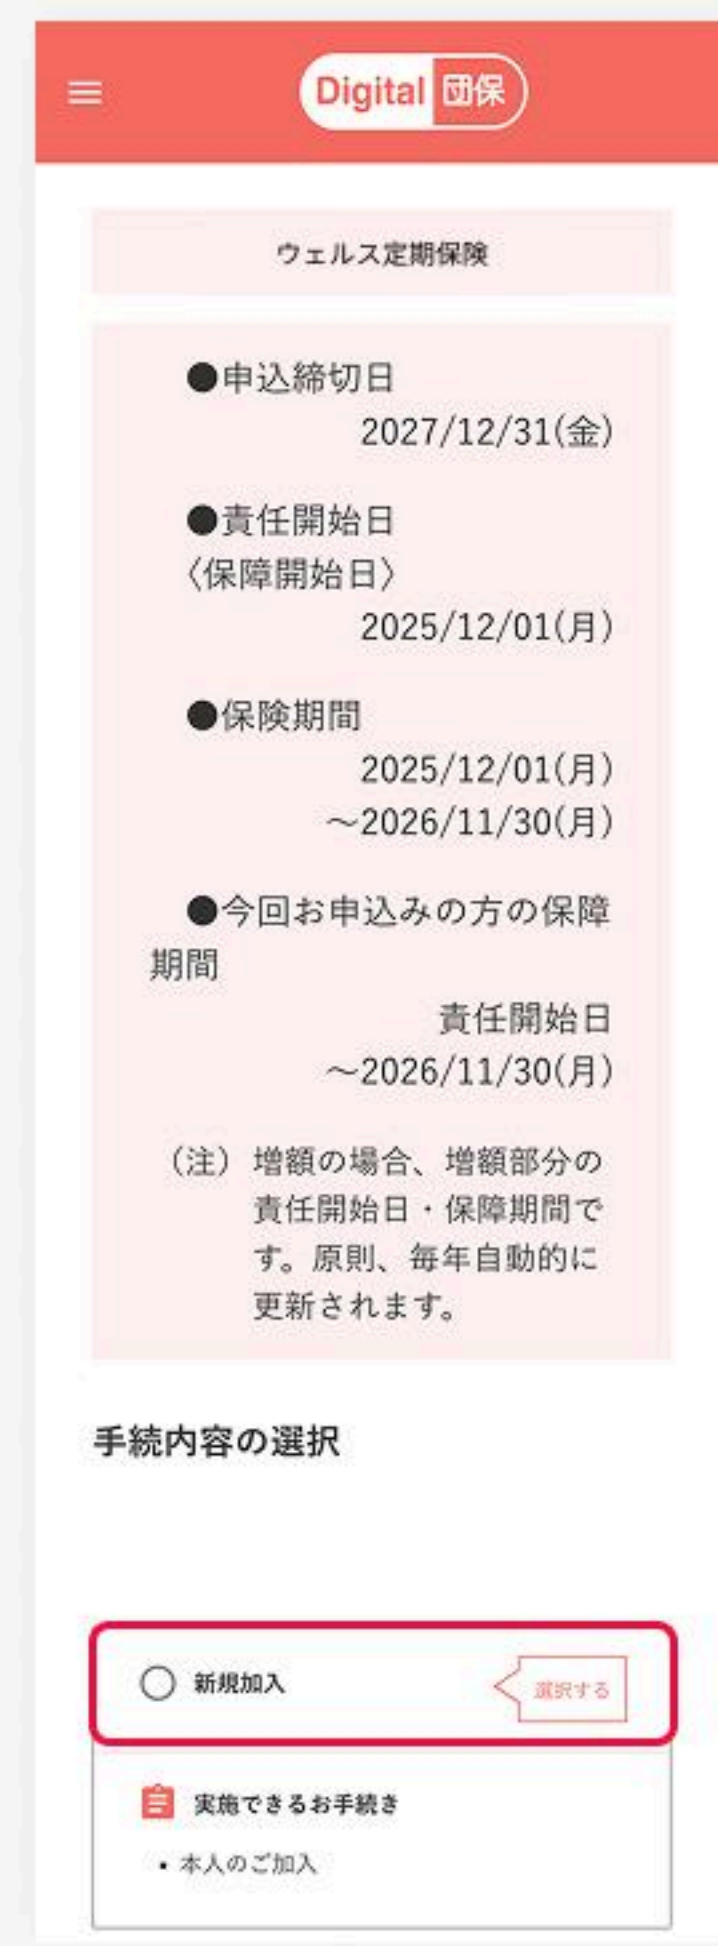 Digital 団保
ウェルス定期保険
●申込締切日
2027/12/31(金)
●責任開始日
〈保障開始日〉
2025/12/01(月)
●保険期間
2025/12/01(月)
～2026/11/30(月)
●今回お申込みの方の保障
期間
責任開始日
～2026/11/30(月)
（注）増額の場合、増額部分の
責任開始日・保障期間で
す。原則、毎年自動的に
更新されます。
手続内容の選択
新規加入
選択する
実施できるお手続き
・本人のご加入